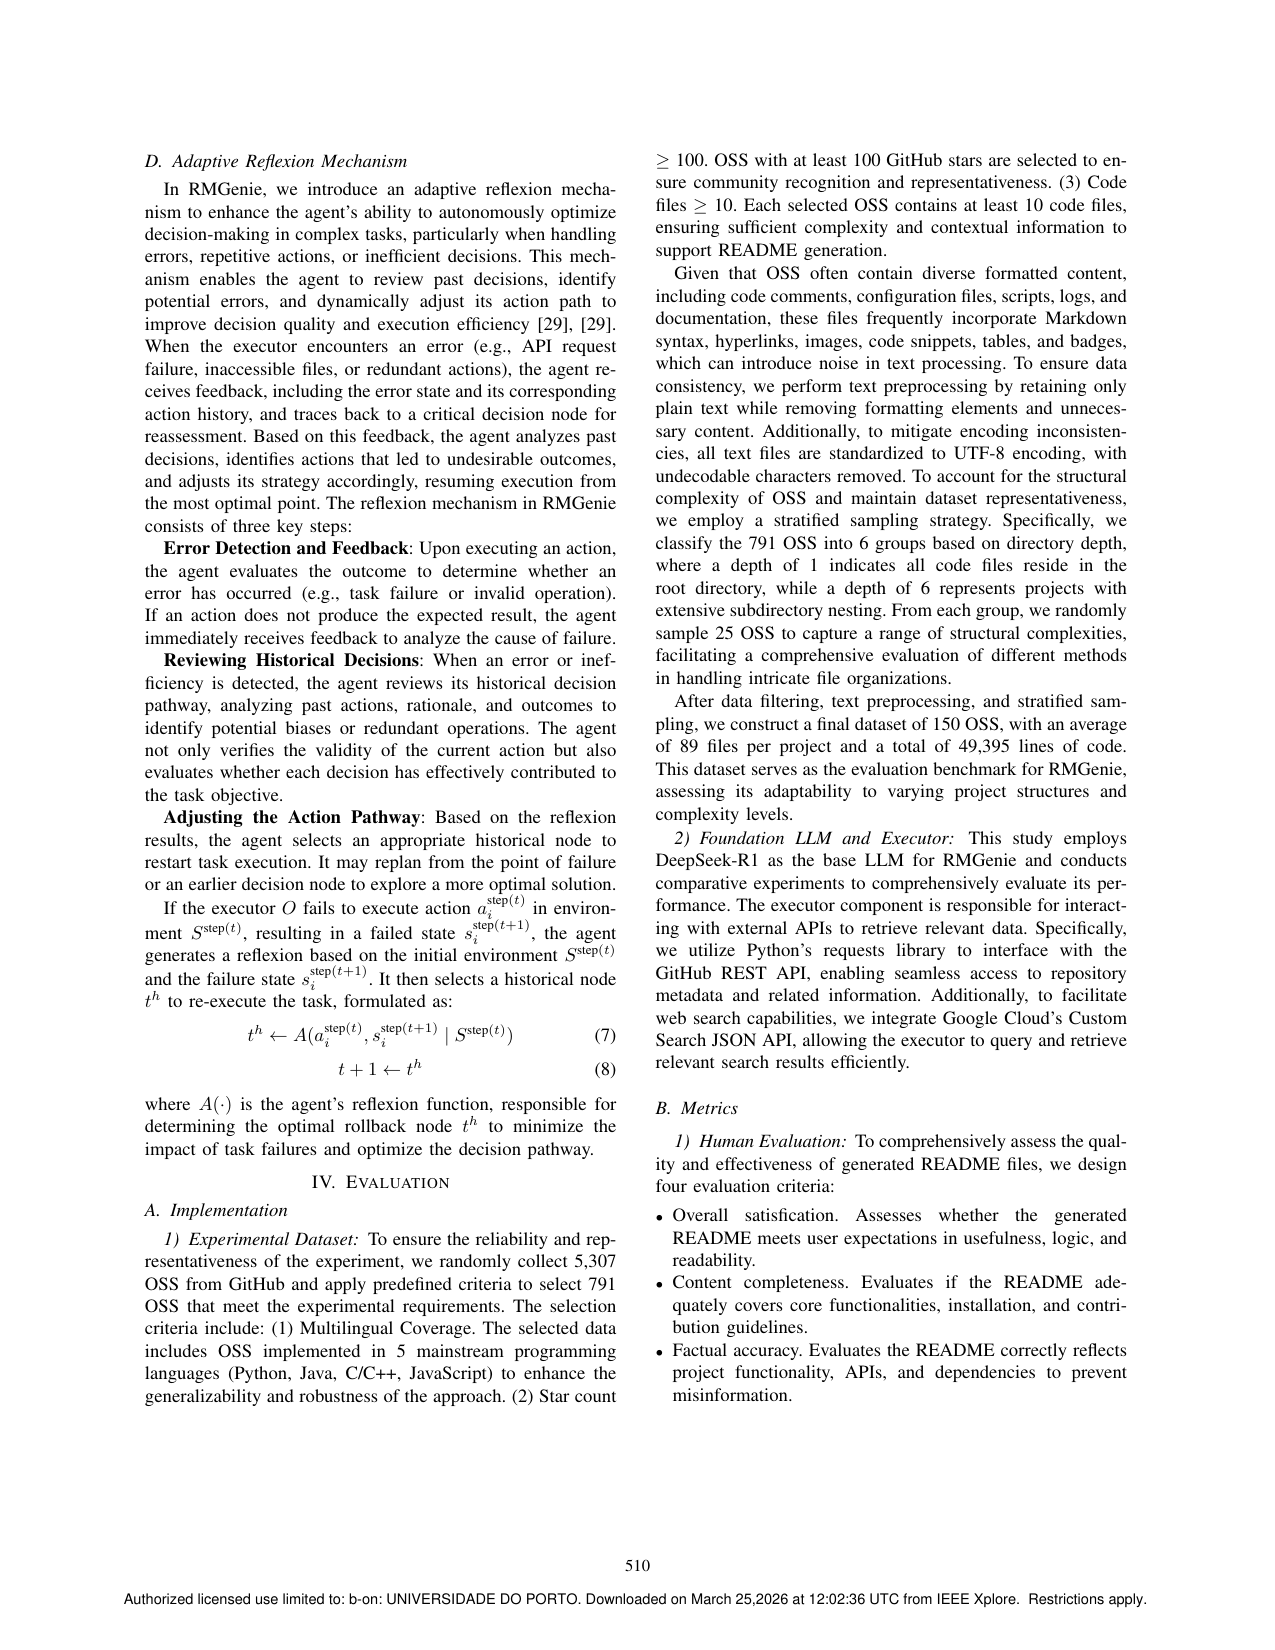 D. Adaptive Reflexion Mechanism
In RMGenie, we introduce an adaptive reflexion mecha-
nism to enhance the agent's ability to autonomously optimize
decision-making in complex tasks, particularly when handling
errors, repetitive actions, or inefficient decisions. This mech-
anism enables the agent to review past decisions, identify
potential errors, and dynamically adjust its action path to
improve decision quality and execution efficiency [29], [29].
When the executor encounters an error (e.g., API request
failure, inaccessible files, or redundant actions), the agent re-
ceives feedback, including the error state and its corresponding
action history, and traces back to a critical decision node for
reassessment. Based on this feedback, the agent analyzes past
decisions, identifies actions that led to undesirable outcomes,
and adjusts its strategy accordingly, resuming execution from
the most optimal point. The reflexion mechanism in RMGenie
consists of three key steps:
Error Detection and Feedback: Upon executing an action,
the agent evaluates the outcome to determine whether an
error has occurred (e.g., task failure or invalid operation).
If an action does not produce the expected result, the agent
immediately receives feedback to analyze the cause of failure.
Reviewing Historical Decisions: When an error or inef-
ficiency is detected, the agent reviews its historical decision
pathway, analyzing past actions, rationale, and outcomes to
identify potential biases or redundant operations. The agent
not only verifies the validity of the current action but also
evaluates whether each decision has effectively contributed to
the task objective.
Adjusting the Action Pathway: Based on the reflexion
results, the agent selects an appropriate historical node to
restart task execution. It may replan from the point of failure
or an earlier decision node to explore a more optimal solution.
If the executor O fails to execute action a_i^step(t) in environ-
ment S^step(t), resulting in a failed state s_i^step(t+1), the agent
generates a reflexion based on the initial environment S^step(t)
and the failure state s_i^step(t+1). It then selects a historical node
t^h to re-execute the task, formulated as:
t^h ← A(a_i^step(t), s_i^step(t+1) | S^step(t)) (7)
t + 1 ← t^h (8)
where A(·) is the agent's reflexion function, responsible for
determining the optimal rollback node t^h to minimize the
impact of task failures and optimize the decision pathway.
IV. EVALUATION
A. Implementation
1) Experimental Dataset: To ensure the reliability and rep-
resentativeness of the experiment, we randomly collect 5,307
OSS from GitHub and apply predefined criteria to select 791
OSS that meet the experimental requirements. The selection
criteria include: (1) Multilingual Coverage. The selected data
includes OSS implemented in 5 mainstream programming
languages (Python, Java, C/C++, JavaScript) to enhance the
generalizability and robustness of the approach. (2) Star count
≥ 100. OSS with at least 100 GitHub stars are selected to en-
sure community recognition and representativeness. (3) Code
files ≥ 10. Each selected OSS contains at least 10 code files,
ensuring sufficient complexity and contextual information to
support README generation.
Given that OSS often contain diverse formatted content,
including code comments, configuration files, scripts, logs, and
documentation, these files frequently incorporate Markdown
syntax, hyperlinks, images, code snippets, tables, and badges,
which can introduce noise in text processing. To ensure data
consistency, we perform text preprocessing by retaining only
plain text while removing formatting elements and unneces-
sary content. Additionally, to mitigate encoding inconsisten-
cies, all text files are standardized to UTF-8 encoding, with
undecodable characters removed. To account for the structural
complexity of OSS and maintain dataset representativeness,
we employ a stratified sampling strategy. Specifically, we
classify the 791 OSS into 6 groups based on directory depth,
where a depth of 1 indicates all code files reside in the
root directory, while a depth of 6 represents projects with
extensive subdirectory nesting. From each group, we randomly
sample 25 OSS to capture a range of structural complexities,
facilitating a comprehensive evaluation of different methods
in handling intricate file organizations.
After data filtering, text preprocessing, and stratified sam-
pling, we construct a final dataset of 150 OSS, with an average
of 89 files per project and a total of 49,395 lines of code.
This dataset serves as the evaluation benchmark for RMGenie,
assessing its adaptability to varying project structures and
complexity levels.
2) Foundation LLM and Executor: This study employs
DeepSeek-R1 as the base LLM for RMGenie and conducts
comparative experiments to comprehensively evaluate its per-
formance. The executor component is responsible for interact-
ing with external APIs to retrieve relevant data. Specifically,
we utilize Python's requests library to interface with the
GitHub REST API, enabling seamless access to repository
metadata and related information. Additionally, to facilitate
web search capabilities, we integrate Google Cloud's Custom
Search JSON API, allowing the executor to query and retrieve
relevant search results efficiently.
B. Metrics
1) Human Evaluation: To comprehensively assess the qual-
ity and effectiveness of generated README files, we design
four evaluation criteria:
• Overall satisfaction. Assesses whether the generated
README meets user expectations in usefulness, logic, and
readability.
• Content completeness. Evaluates if the README ade-
quately covers core functionalities, installation, and contri-
bution guidelines.
• Factual accuracy. Evaluates the README correctly reflects
project functionality, APIs, and dependencies to prevent
misinformation.
510
Authorized licensed use limited to: b-on: UNIVERSIDADE DO PORTO. Downloaded on March 25,2026 at 12:02:36 UTC from IEEE Xplore. Restrictions apply.